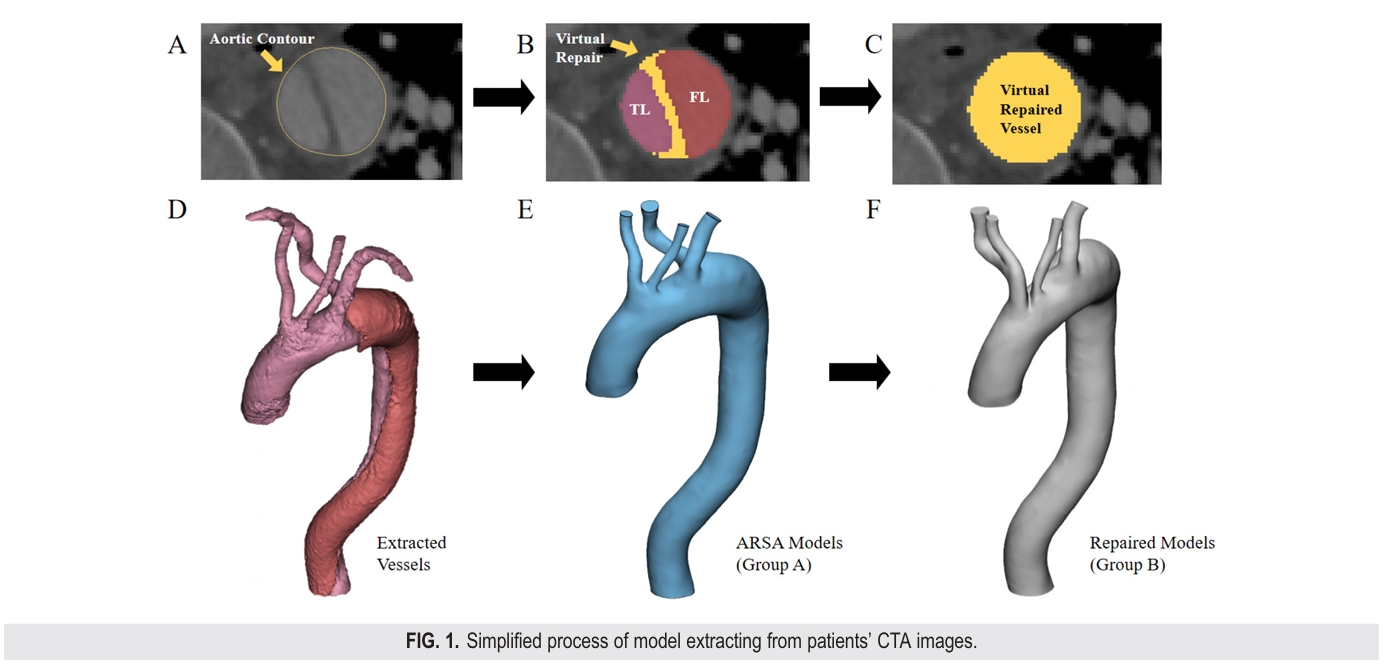 A
Aortic Contour
B
Virtual
Repair
TL
FL
C
Virtual
Repaired
Vessel
D
Extracted
Vessels
E
ARSA Models
(Group A)
F
Repaired Models
(Group B)
FIG. 1. Simplified process of model extracting from patients’ CTA images.